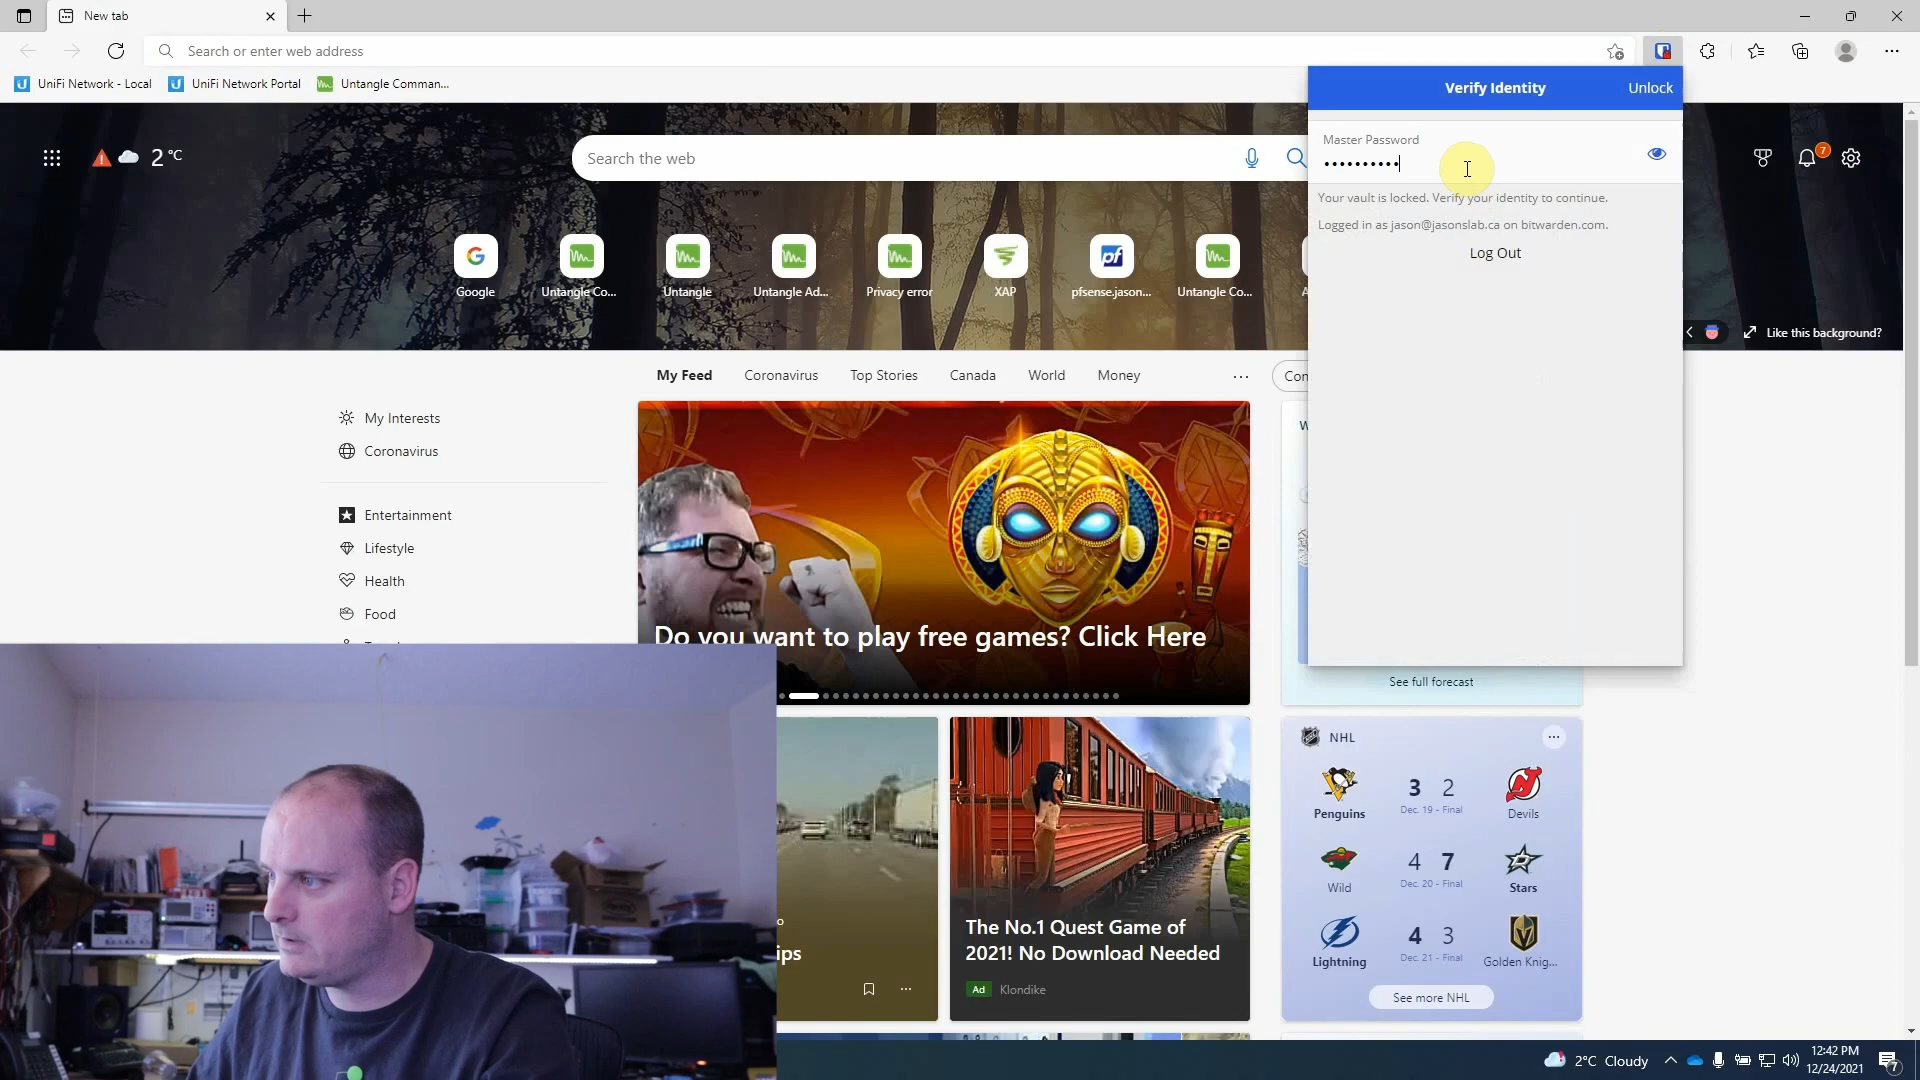 New tab
Search or enter web address
UniFi Network - Local
UniFi Network Portal
Untangle Comman...
Verify Identity
Unlock
Master Password
••••••••••
Your vault is locked. Verify your identity to continue.
Logged in as jason@jasonslab.ca on bitwarden.com.
Log Out
2 °C
Search the web
7
Google
Untangle Co...
Untangle
Untangle Ad...
Privacy error
XAP
pf
pfsense.jason...
Untangle Co...
Like this background?
My Feed
Coronavirus
Top Stories
Canada
World
Money
Con
My Interests
Coronavirus
Entertainment
Lifestyle
Health
Food
Do you want to play free games? Click Here
See full forecast
ips
The No.1 Quest Game of
2021! No Download Needed
Ad Klondike
NHL
3 2
Dec. 19 - Final
Penguins
Devils
4 7
Dec. 20 - Final
Wild
Stars
4 3
Dec. 21 - Final
Lightning
Golden Knig...
See more NHL
2°C Cloudy
12:42 PM
12/24/2021
7